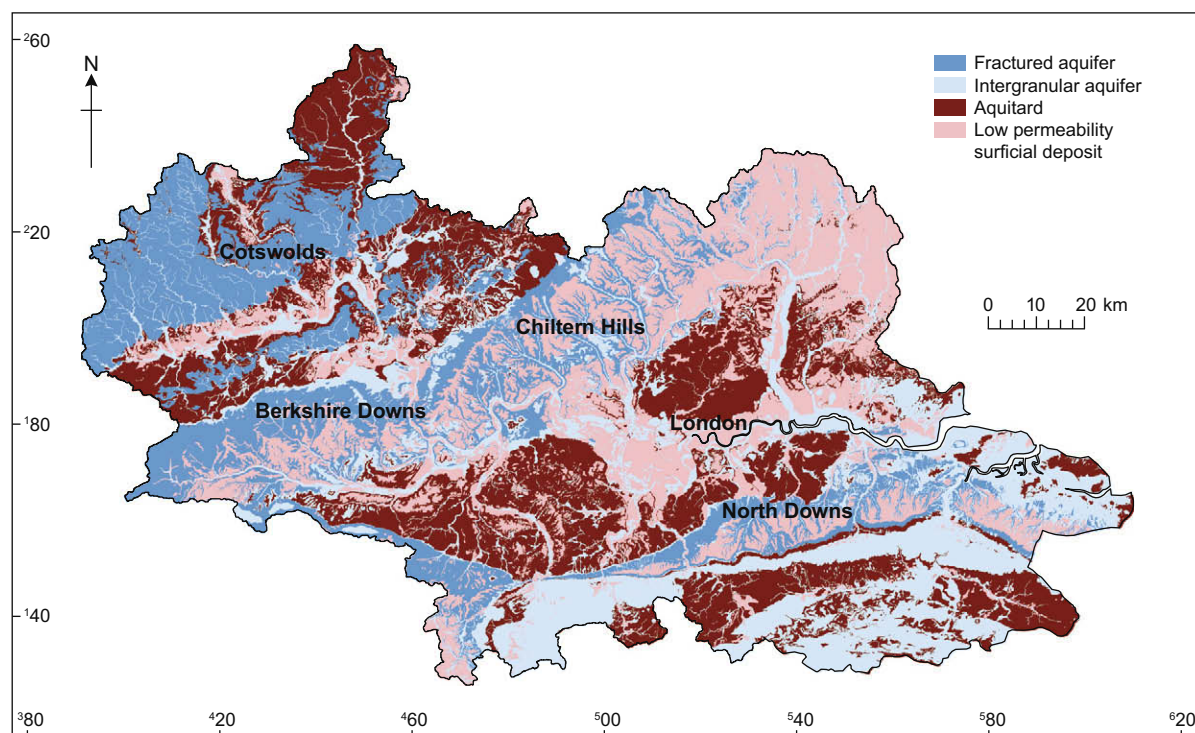 ²60
N
Fractured aquifer
Intergranular aquifer
Aquitard
Low permeability
surficial deposit
²20
Cotswolds
0 10 20 km
Chiltern Hills
Berkshire Downs
180
London
North Downs
140
³80
⁴20
⁴60
⁵00
⁵40
⁵80
⁶20